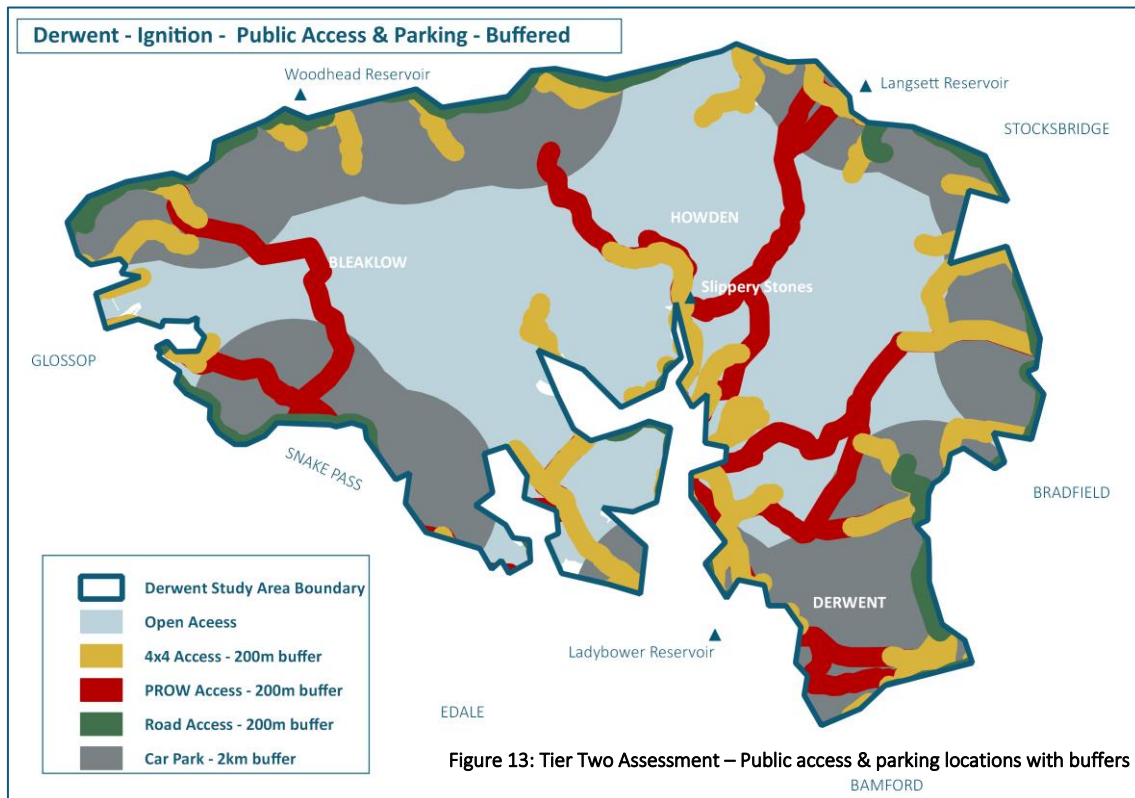 Derwent - Ignition - Public Access & Parking - Buffered
Woodhead Reservoir
Langsett Reservoir
STOCKSBRIDGE
HOWDEN
BLEAKLOW
Slippery Stones
GLOSSOP
SNAKE PASS
BRADFIELD
DERWENT
Ladybower Reservoir
EDALE
Derwent Study Area Boundary
Open Aceess
4x4 Access - 200m buffer
PROW Access - 200m buffer
Road Access - 200m buffer
Car Park - 2km buffer
Figure 13: Tier Two Assessment – Public access & parking locations with buffers
BAMFORD